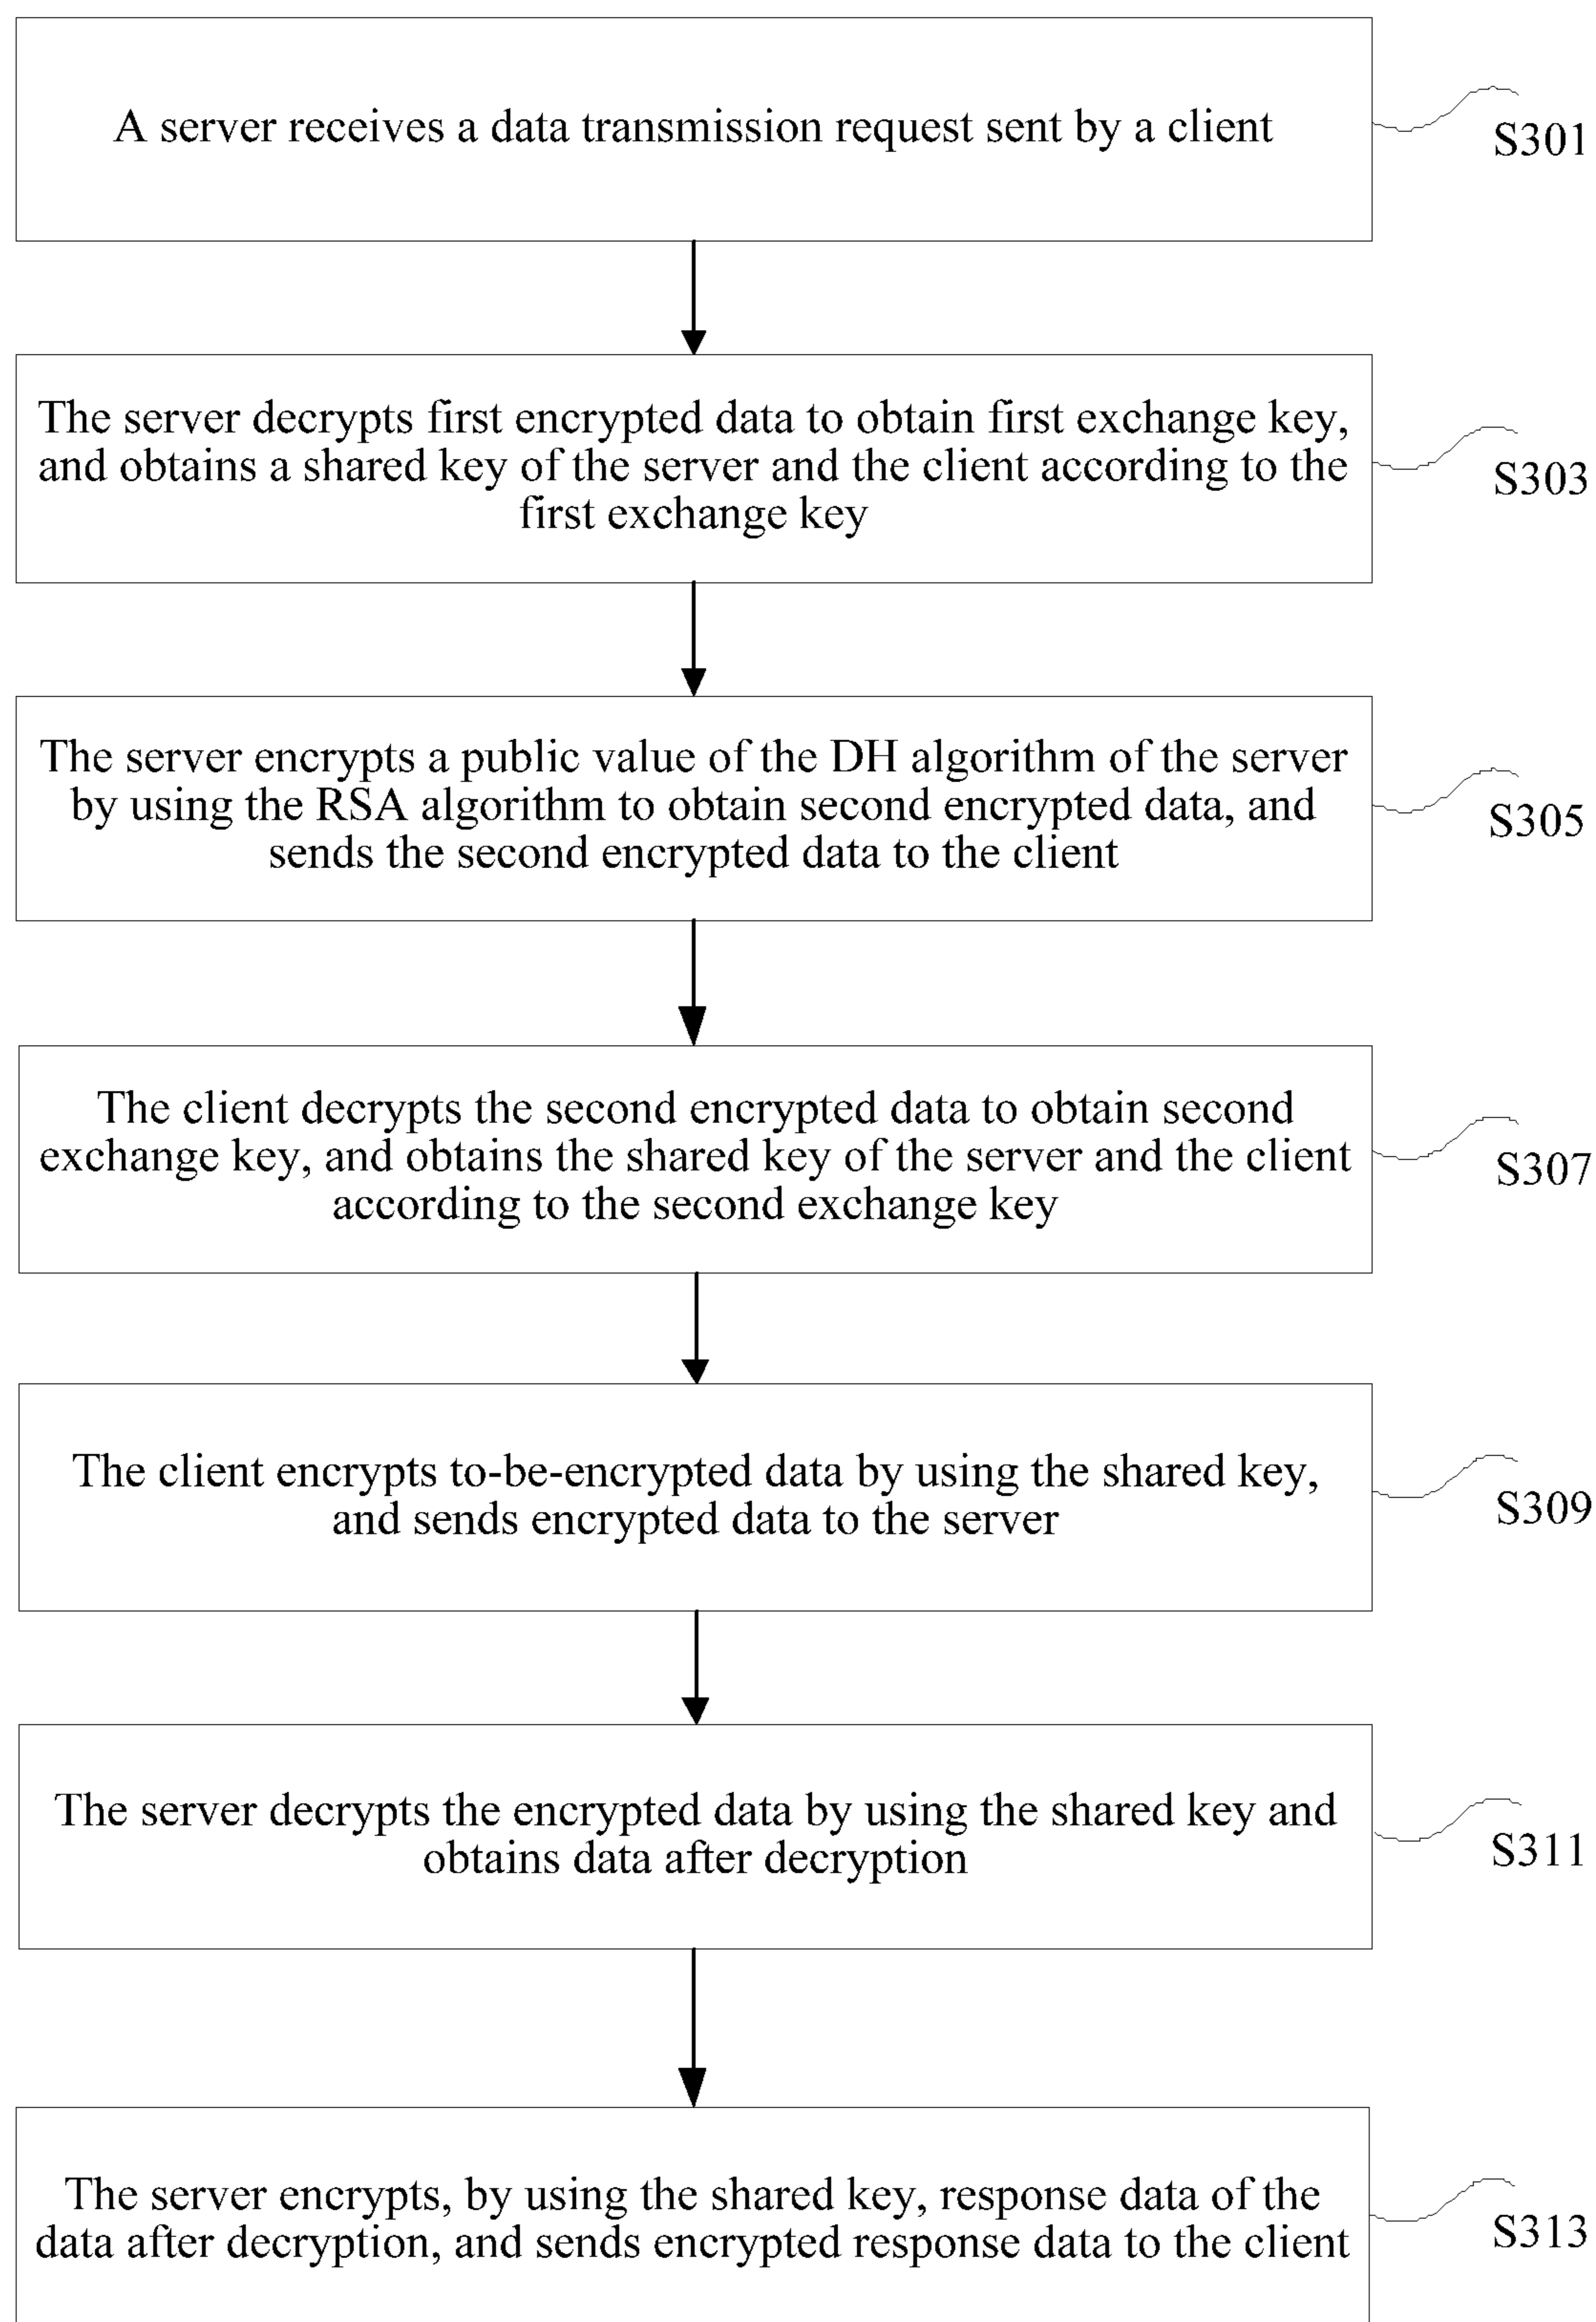 A server receives a data transmission request sent by a client
S301
The server decrypts first encrypted data to obtain first exchange key,
and obtains a shared key of the server and the client according to the
first exchange key
S303
The server encrypts a public value of the DH algorithm of the server
by using the RSA algorithm to obtain second encrypted data, and
sends the second encrypted data to the client
S305
The client decrypts the second encrypted data to obtain second
exchange key, and obtains the shared key of the server and the client
according to the second exchange key
S307
The client encrypts to-be-encrypted data by using the shared key,
and sends encrypted data to the server
S309
The server decrypts the encrypted data by using the shared key and
obtains data after decryption
S311
The server encrypts, by using the shared key, response data of the
data after decryption, and sends encrypted response data to the client
S313